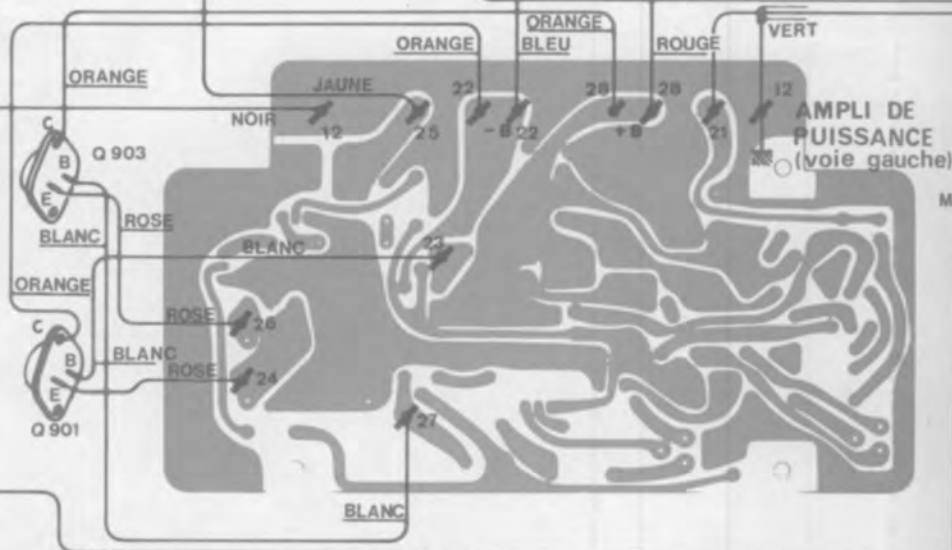 VERT
ORANGE
ORANGE
BLEU
ROUGE
ORANGE
JAUNE
NOIR
12
25
22
- B
22
28
+ B
28
21
12
AMPLI DE
PUISSANCE
(voie gauche)
M
C
B
E
Q 903
ROSE
BLANC
BLANC
23
ORANGE
C
B
E
Q 901
BLANC
ROSE
26
ROSE
24
27
BLANC